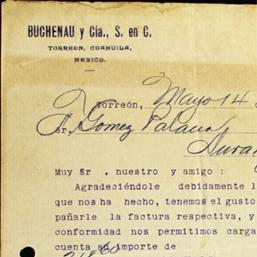 BUCHENAU y Cia., S. en C.
TORREON, COAHUILA,
MEXICO.
Torreón, Mayo 14
Sr. Gomez Palacio
Duran
Muy Sr . nuestro y amigo :
Agradeciéndole debidamente l
que nos ha hecho, tenemos el gusto
pañarle la factura respectiva, y
conformidad nos permitimos carga
cuenta su importe de